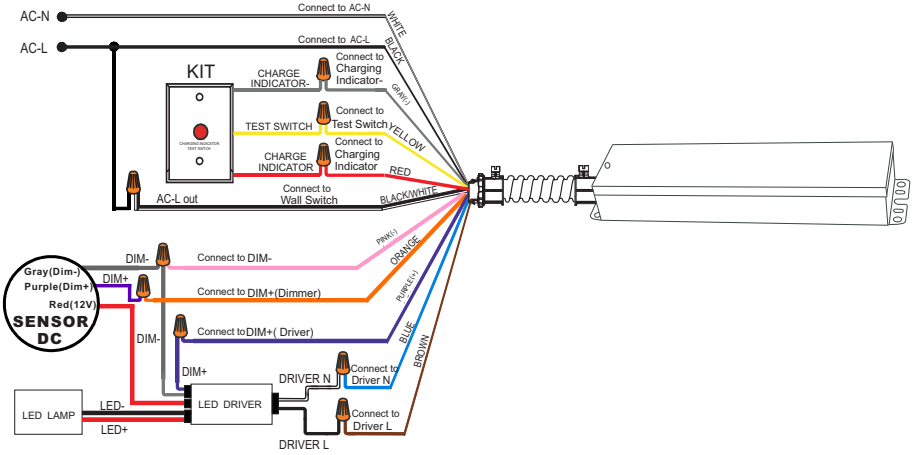 Connect to AC-N
AC-N
WHITE
Connect to AC-L
AC-L
BLACK
KIT
CHARGE
INDICATOR-
Connect to
Charging
Indicator-
GRAY(-)
TEST SWITCH
Connect to
Test Switch
YELLOW
CHARGING INDICATOR
TEST SWITCH
CHARGE
INDICATOR
Connect to
Charging
Indicator
RED
AC-L out
Connect to
Wall Switch
BLACK/WHITE
PINK(-)
DIM-
Connect to DIM-
ORANGE
Gray(Dim-)
Purple(Dim+)
Red(12V)
SENSOR
DC
DIM+
Connect to DIM+(Dimmer)
PURPLE(+)
Connect to DIM+( Driver)
BLUE
DIM-
BROWN
DIM+
DRIVER N
Connect to
Driver N
LED DRIVER
LED LAMP
LED-
LED+
Connect to
Driver L
DRIVER L